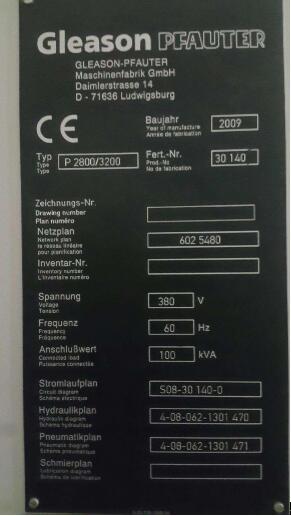 Gleason PFAUTER
GLEASON-PFAUTER
Maschinenfabrik GmbH
Daimlerstrasse 14
D - 71636 Ludwigsburg
CE
Baujahr 2009
Year of manufacture
Année de fabrication
Typ P 2800/3200
Type
Type
Fert.-Nr. 30 140
Prod.-No
No de fabrication
Zeichnungs-Nr.
Drawing number
Plan numéro
Netzplan 602 5480
Network plan
le réseau linéaire
pour planification
Inventar-Nr.
Inventory number
L'inventaire numéro
Spannung 380 V
Voltage
Tension
Frequenz 60 Hz
Frequency
Fréquence
Anschlußwert 100 kVA
Connected load
Puissance connectée
Stromlaufplan S08-30 140-0
Circuit diagram
Schéma électrique
Hydraulikplan 4-08-062-1301 470
Hydraulic diagram
Schéma hydraulique
Pneumatikplan 4-08-062-1301 471
Pneumatic diagram
Schéma pneumatique
Schmierplan
Lubrication diagram
Schéma de lubrification